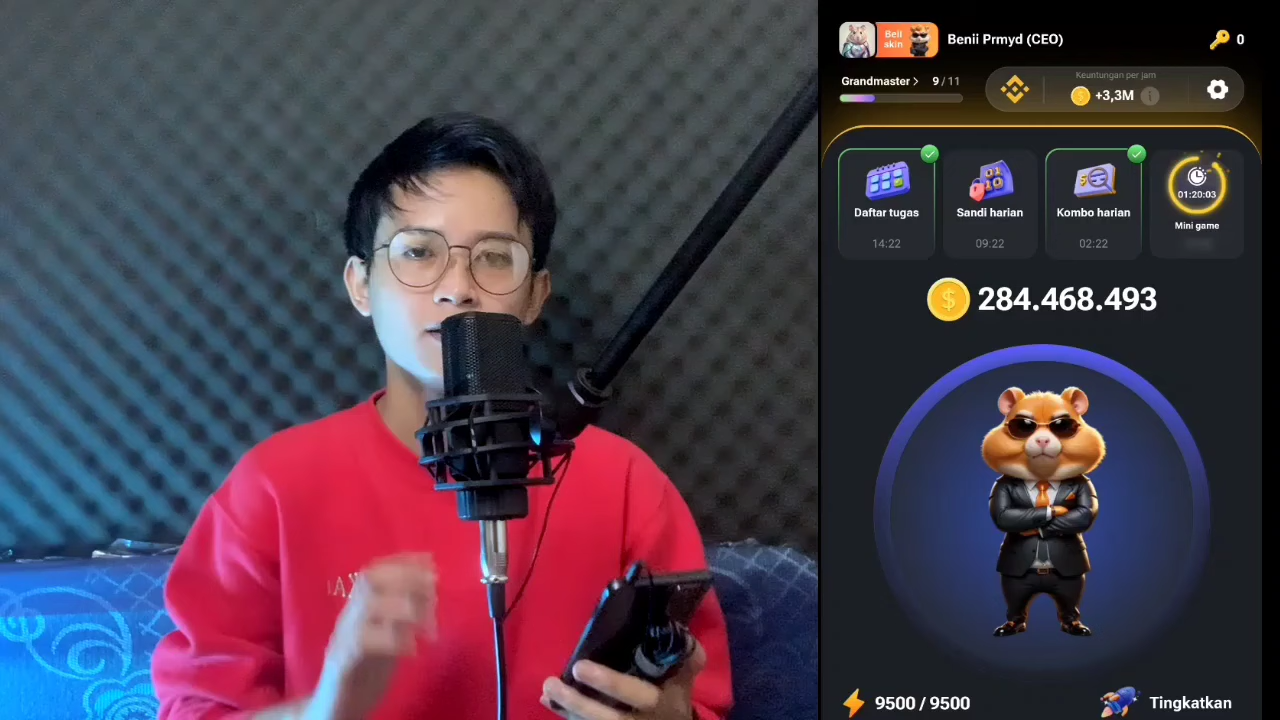 Beli
skin
Benii Prmyd (CEO)
0
Grandmaster > 9 / 11
Keuntungan per jam
+3,3M
Daftar tugas
14:22
Sandi harian
09:22
Kombo harian
02:22
01:20:03
Mini game
284.468.493
9500 / 9500
Tingkatkan